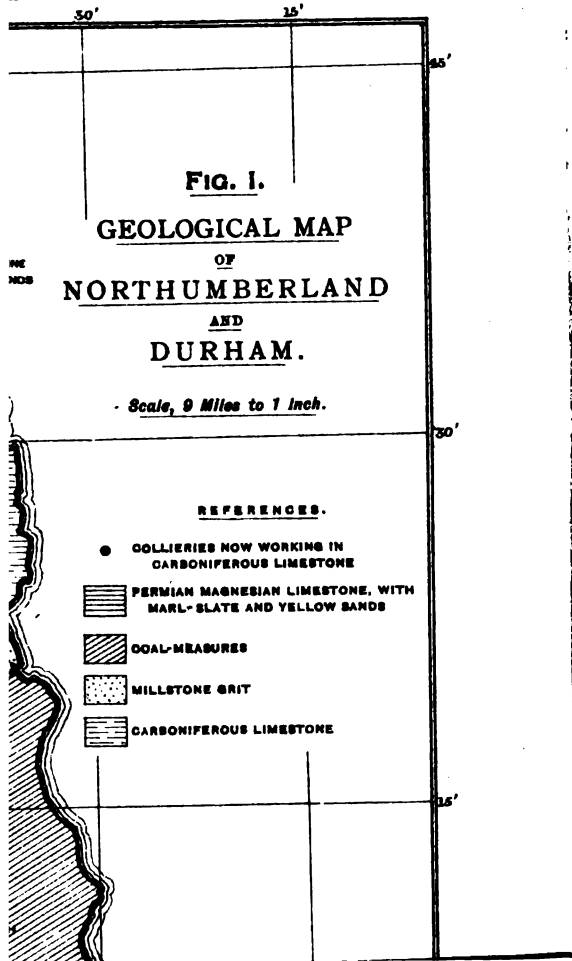 30' 15'
45'
FIG. I.
GEOLOGICAL MAP
OF
NORTHUMBERLAND
AND
DURHAM.
Scale, 9 Miles to 1 Inch.
30'
REFERENCES.
COLLIERIES NOW WORKING IN
CARBONIFEROUS LIMESTONE
PERMIAN MAGNESIAN LIMESTONE, WITH
MARL-SLATE AND YELLOW SANDS
COAL-MEASURES
MILLSTONE GRIT
CARBONIFEROUS LIMESTONE
15'